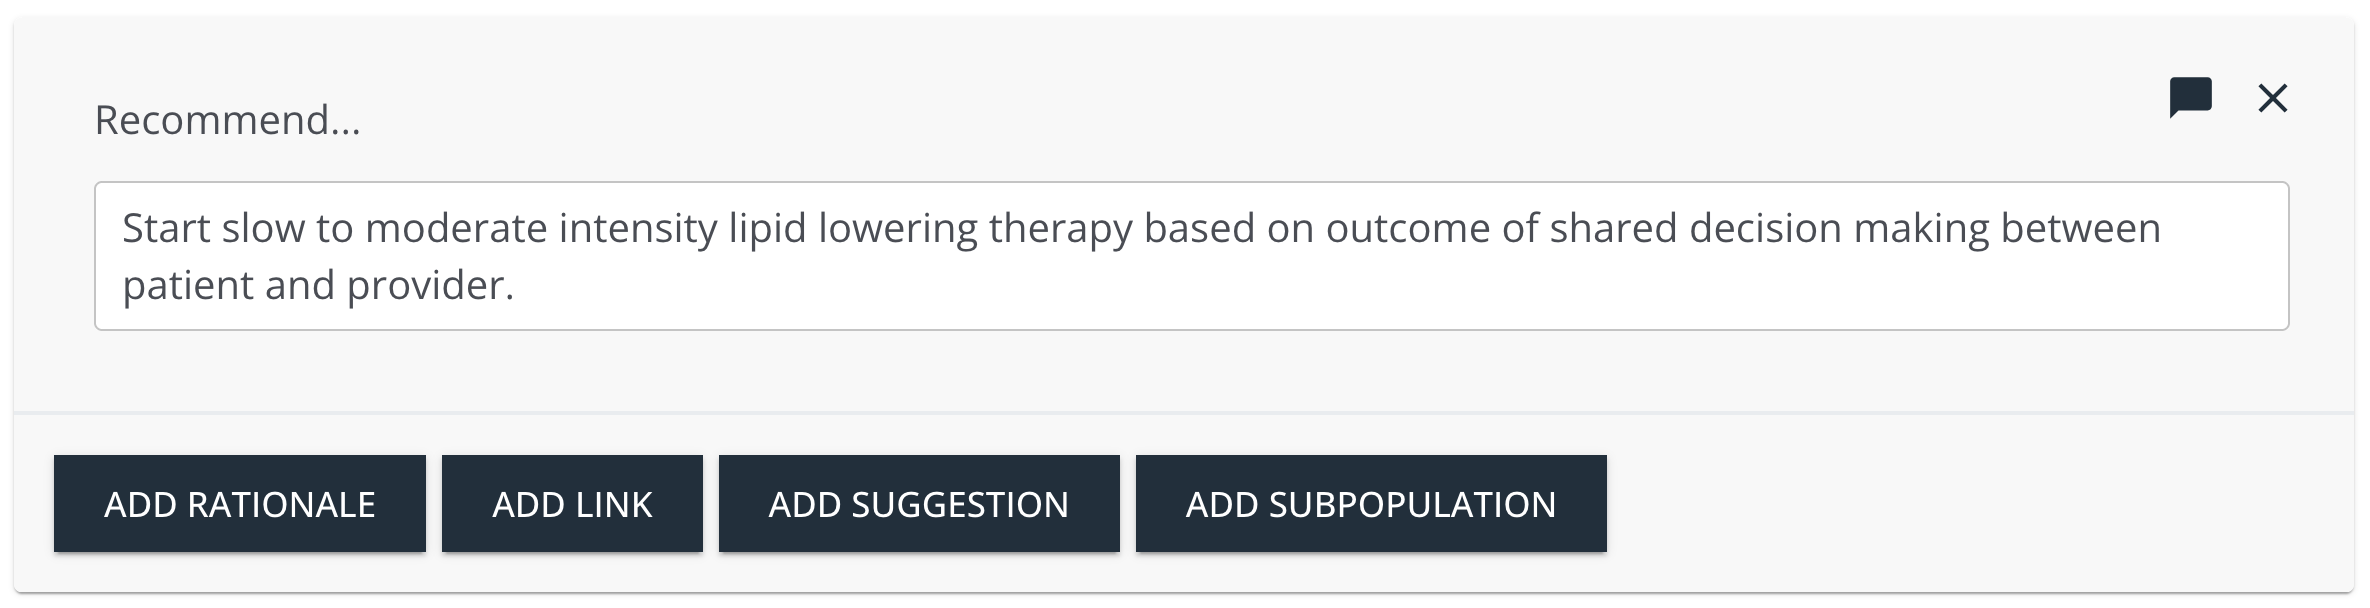 Recommend...
Start slow to moderate intensity lipid lowering therapy based on outcome of shared decision making between
patient and provider.
ADD RATIONALE ADD LINK ADD SUGGESTION ADD SUBPOPULATION